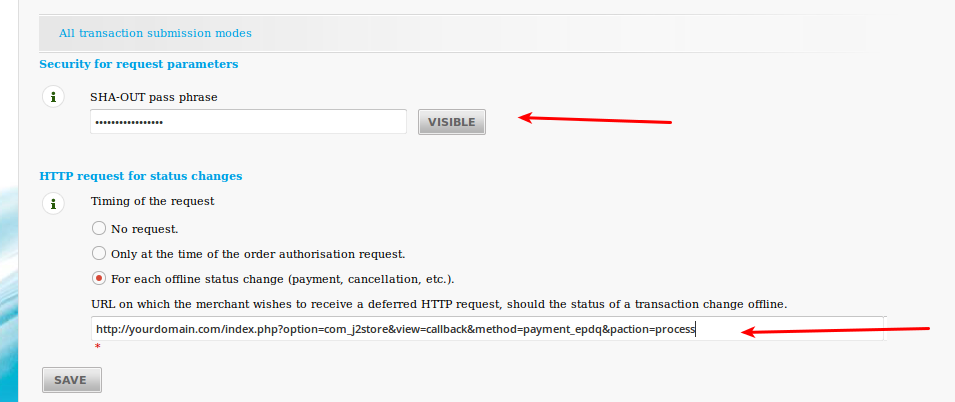 All transaction submission modes
Security for request parameters
SHA-OUT pass phrase
•••••••••••••••••
VISIBLE
HTTP request for status changes
Timing of the request
No request.
Only at the time of the order authorisation request.
For each offline status change (payment, cancellation, etc.).
URL on which the merchant wishes to receive a deferred HTTP request, should the status of a transaction change offline.
http://yourdomain.com/index.php?option=com_j2store&view=callback&method=payment_epdq&paction=process
*
SAVE